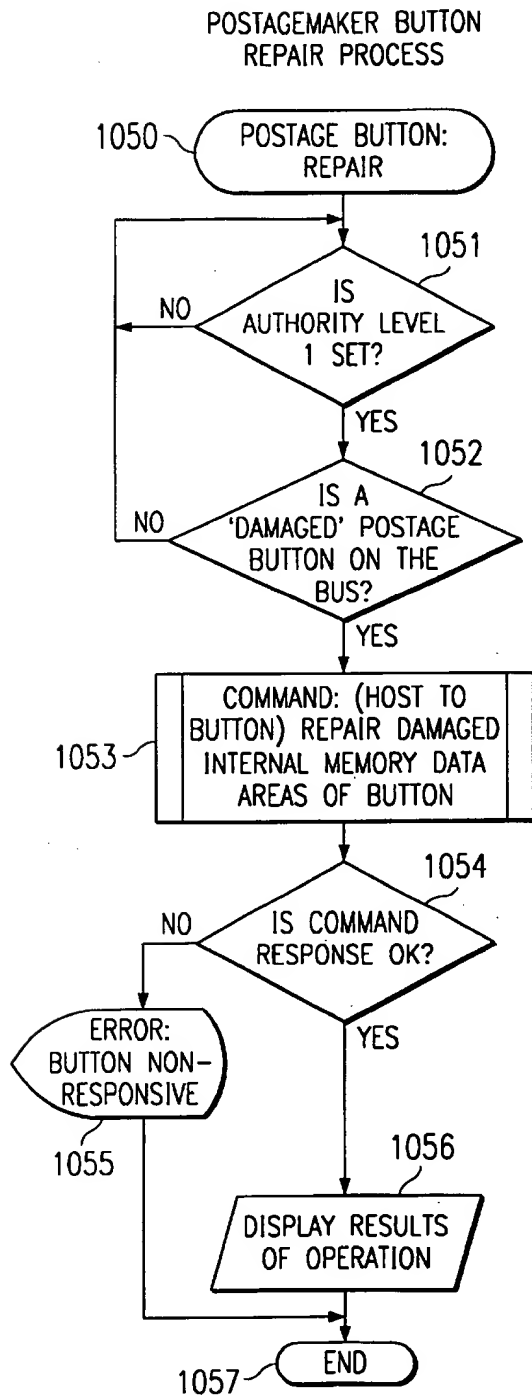 POSTAGEMAKER BUTTON
REPAIR PROCESS
1050
POSTAGE BUTTON:
REPAIR
1051
IS
AUTHORITY LEVEL
1 SET?
NO
YES
1052
IS A
'DAMAGED' POSTAGE
BUTTON ON THE
BUS?
NO
YES
1053
COMMAND: (HOST TO
BUTTON) REPAIR DAMAGED
INTERNAL MEMORY DATA
AREAS OF BUTTON
1054
IS COMMAND
RESPONSE OK?
NO
YES
ERROR:
BUTTON NON-
RESPONSIVE
1055
1056
DISPLAY RESULTS
OF OPERATION
1057
END